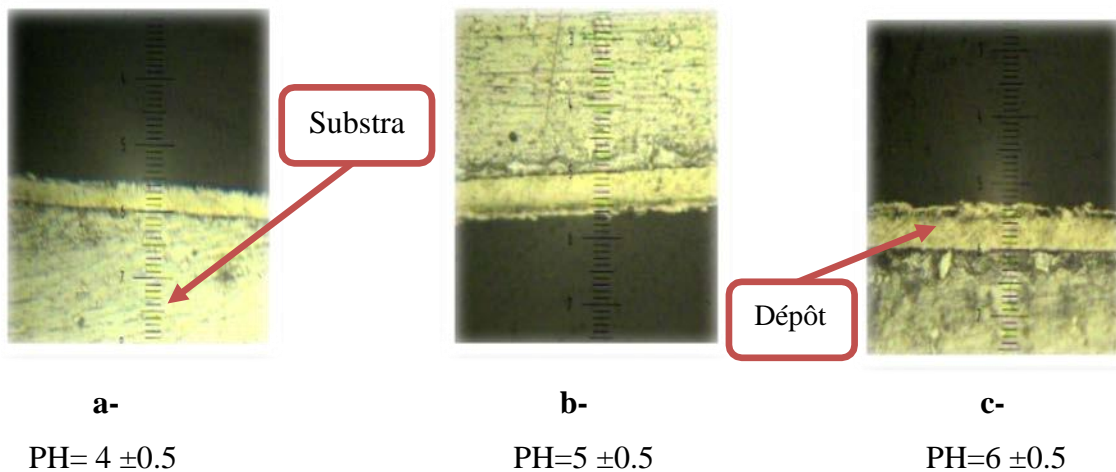 Substra
Dépôt
a-
b-
c-
PH= 4 ±0.5
PH=5 ±0.5
PH=6 ±0.5